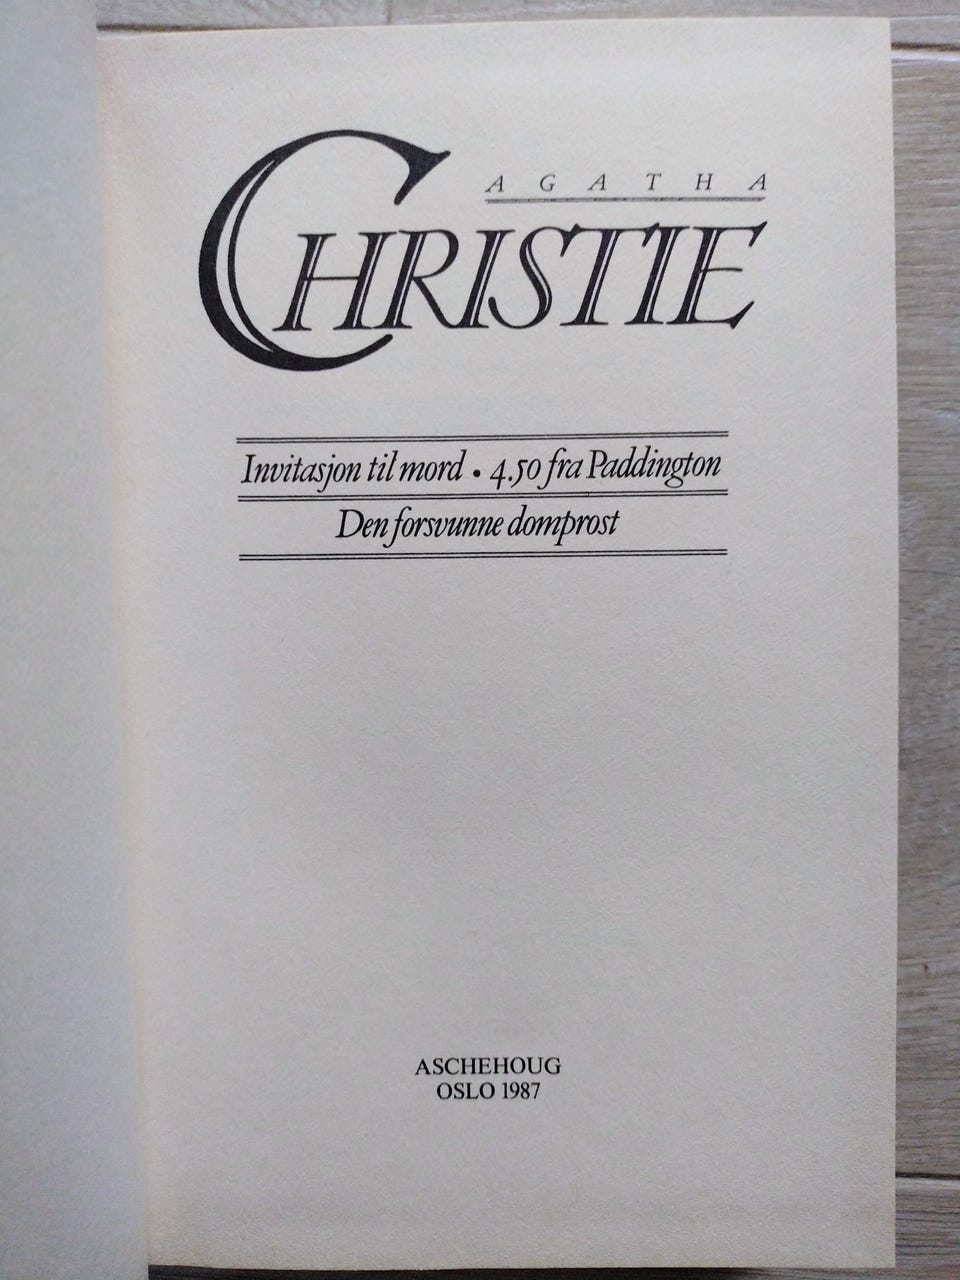 AGATHA
CHRISTIE
Invitasjon til mord • 4.50 fra Paddington
Den forsvunne domprost
ASCHEHOUG
OSLO 1987